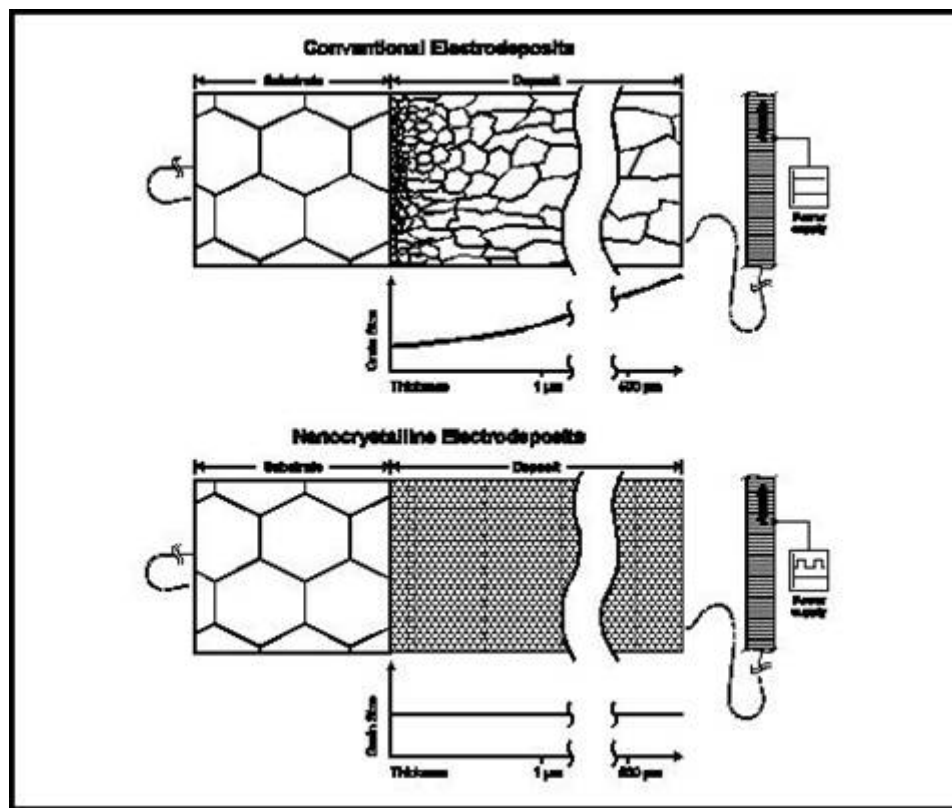 Conventional Electrodeposits
Substrate
Deposit
Power
supply
Grain Size
Thickness
1 μm
Nanocrystalline Electrodeposits
Substrate
Deposit
Power
supply
Grain Size
Thickness
1 μm